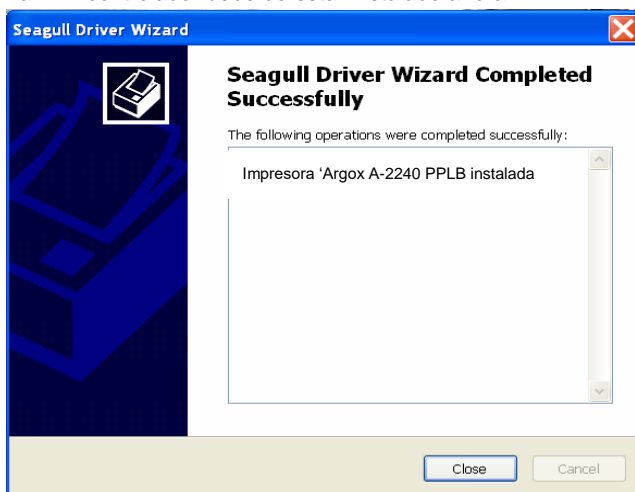 Seagull Driver Wizard
Seagull Driver Wizard Completed
Successfully
The following operations were completed successfully:
Impresora ‘Argox A-2240 PPLB instalada
Close
Cancel